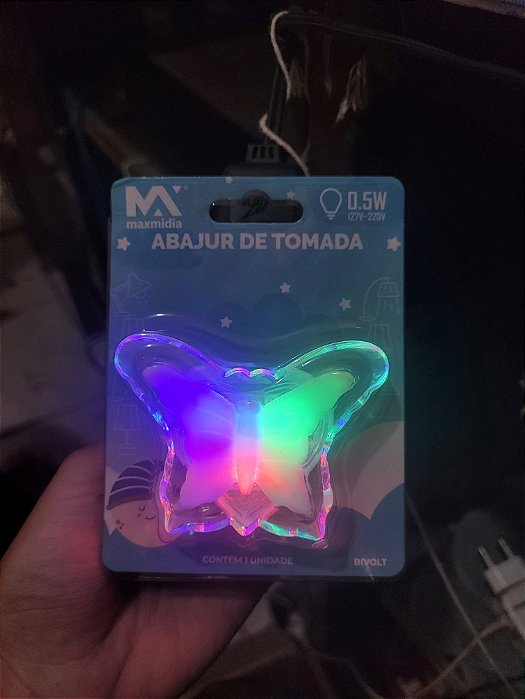 MX
maxmidia
0.5W
127V-220V
ABAJUR DE TOMADA
CONTÉM 1 UNIDADE
BIVOLT